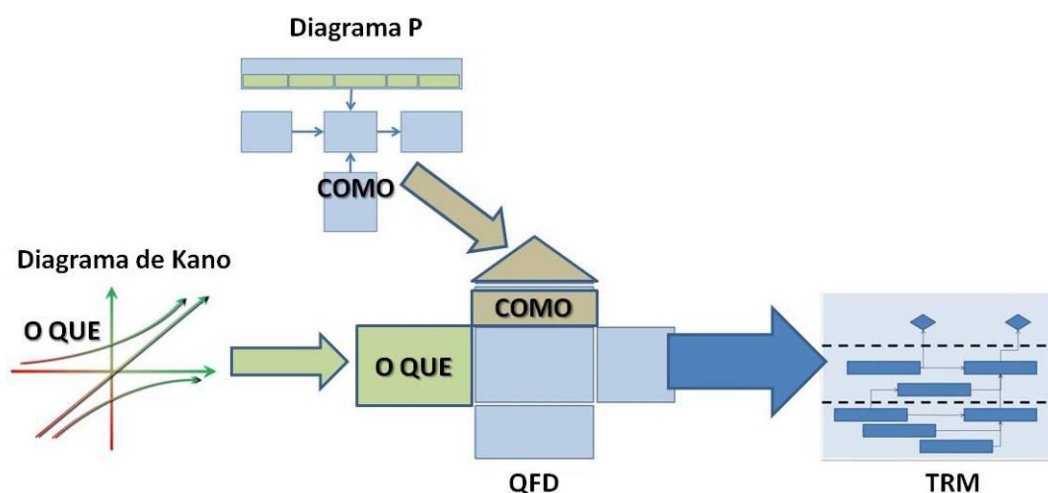 Diagrama P
COMO
Diagrama de Kano
O QUE
COMO
O QUE
QFD
TRM